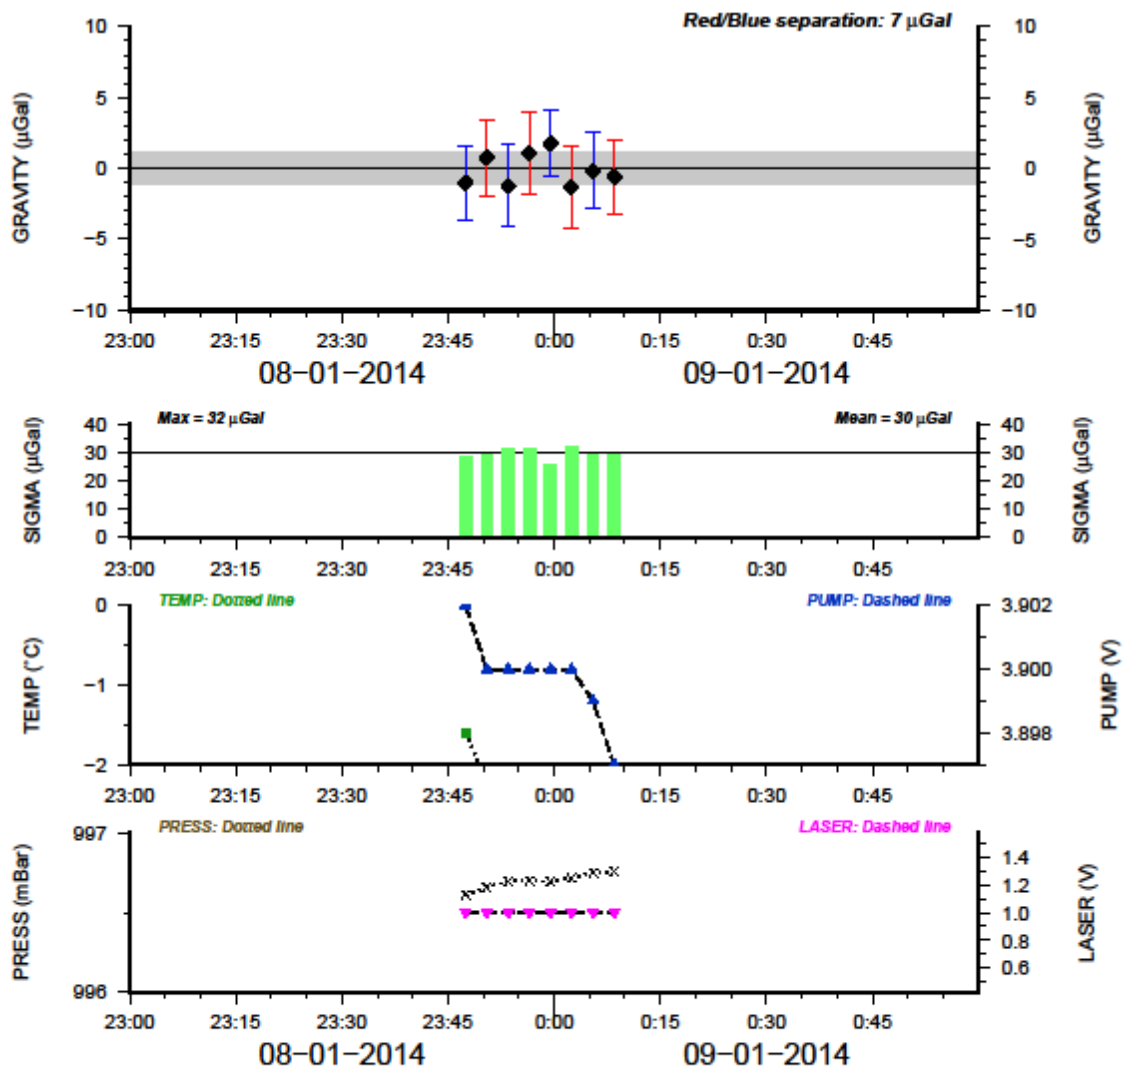 Red/Blue separation: 7 µGal
GRAVITY (µGal)
10
5
0
−5
−10
10
5
0
−5
−10
GRAVITY (µGal)
23:00 23:15 23:30 23:45 0:00 0:15 0:30 0:45
08−01−2014 09−01−2014
Max = 32 µGal Mean = 30 µGal
SIGMA (µGal)
40
30
20
10
0
40
30
20
10
0
SIGMA (µGal)
23:00 23:15 23:30 23:45 0:00 0:15 0:30 0:45
TEMP: Dotted line PUMP: Dashed line
TEMP (°C)
0
−1
−2
3.902
3.900
3.898
PUMP (V)
23:00 23:15 23:30 23:45 0:00 0:15 0:30 0:45
PRESS: Dotted line LASER: Dashed line
PRESS (mBar)
997
996
1.4
1.2
1.0
0.8
0.6
LASER (V)
23:00 23:15 23:30 23:45 0:00 0:15 0:30 0:45
08−01−2014 09−01−2014